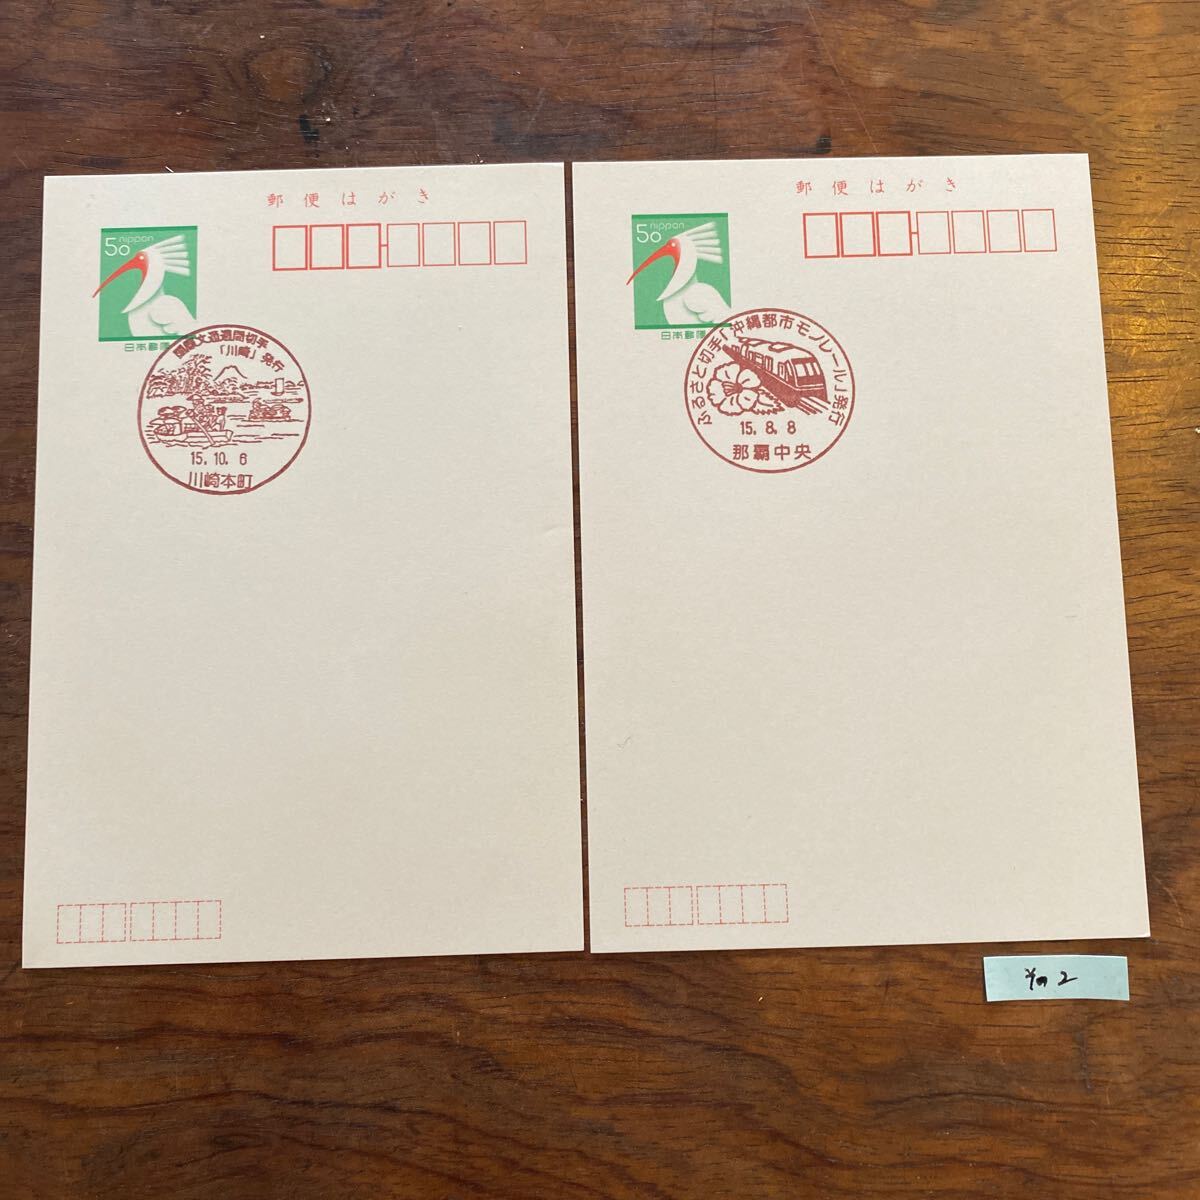 郵便はがき
50 nippon
日本郵便
国際文通週間切手
「川崎」発行
15.10.6
川崎本町
郵便はがき
50 nippon
日本郵便
ふるさと切手「沖縄都市モノレール」発行
15.8.8
那覇中央
その2